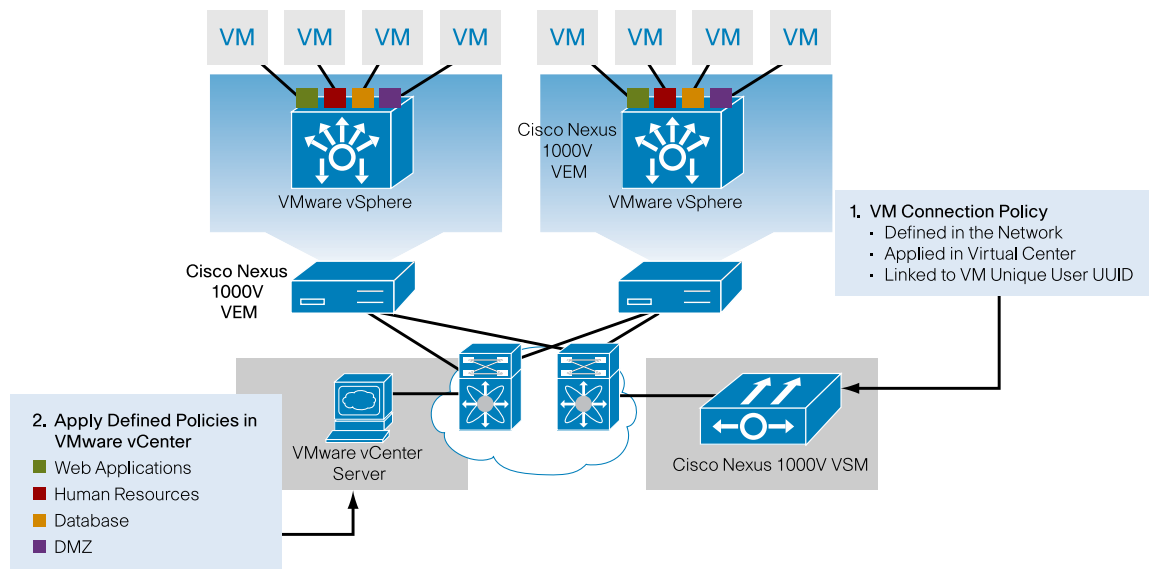 VM VM VM VM VM VM VM VM
Cisco Nexus
1000V
VEM
VMware vSphere
VMware vSphere
1. VM Connection Policy
· Defined in the Network
· Applied in Virtual Center
· Linked to VM Unique User UUID
Cisco Nexus
1000V
VEM
2. Apply Defined Policies in
VMware vCenter
Web Applications
Human Resources
Database
DMZ
VMware vCenter
Server
Cisco Nexus 1000V VSM